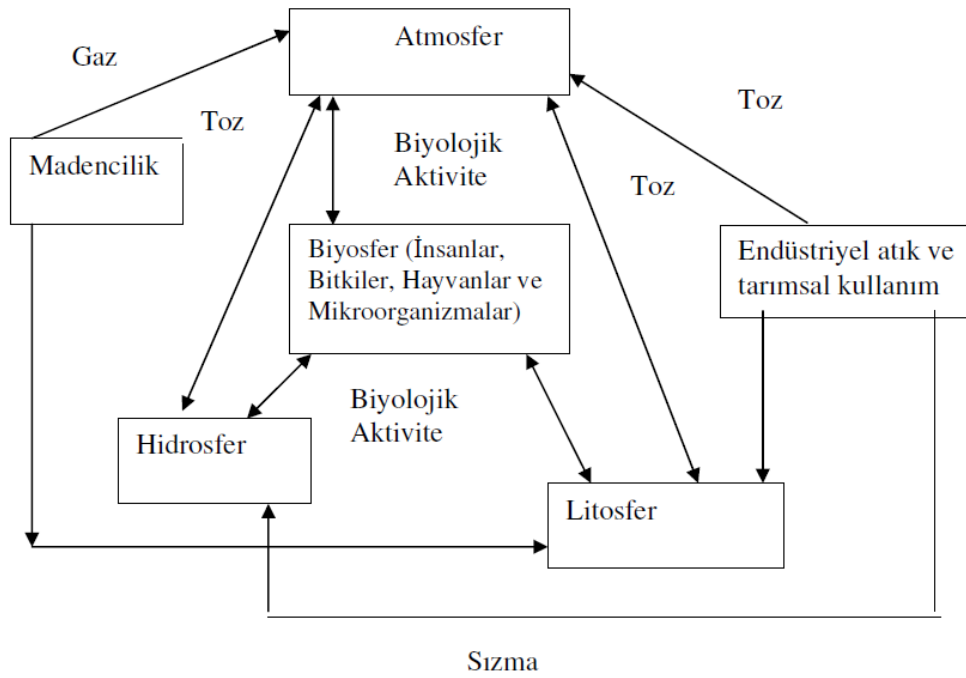 Atmosfer
Gaz
Toz
Toz
Madencilik
Biyolojik
Aktivite
Toz
Biyosfer (İnsanlar,
Bitkiler, Hayvanlar ve
Mikroorganizmalar)
Endüstriyel atık ve
tarımsal kullanım
Biyolojik
Aktivite
Hidrosfer
Litosfer
Sızma